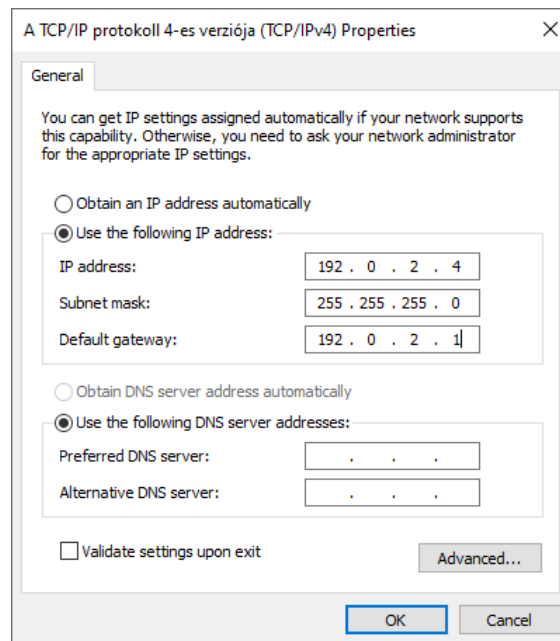 A TCP/IP protokoll 4-es verziója (TCP/IPv4) Properties
General
You can get IP settings assigned automatically if your network supports
this capability. Otherwise, you need to ask your network administrator
for the appropriate IP settings.
Obtain an IP address automatically
Use the following IP address:
IP address: 192 . 0 . 2 . 4
Subnet mask: 255 . 255 . 255 . 0
Default gateway: 192 . 0 . 2 . 1
Obtain DNS server address automatically
Use the following DNS server addresses:
Preferred DNS server: . . .
Alternative DNS server: . . .
Validate settings upon exit
Advanced...
OK Cancel